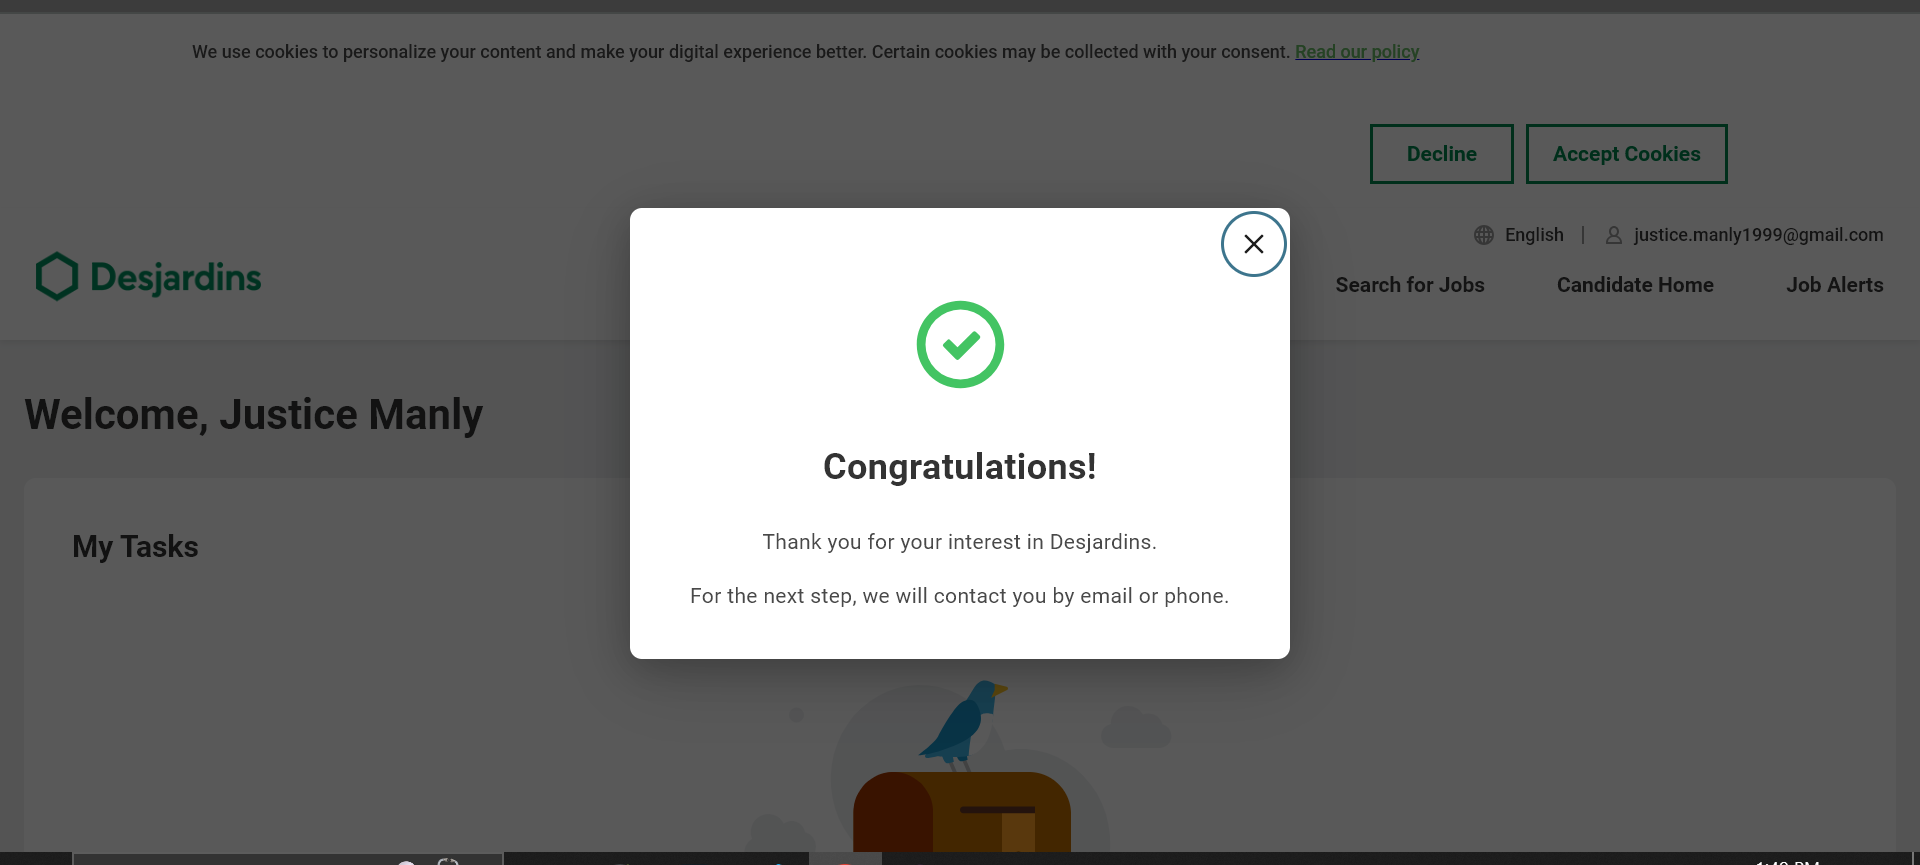 We use cookies to personalize your content and make your digital experience better. Certain cookies may be collected with your consent. Read our policy
Decline
Accept Cookies
English
justice.manly1999@gmail.com
Desjardins
Search for Jobs
Candidate Home
Job Alerts
Welcome, Justice Manly
My Tasks
Congratulations!
Thank you for your interest in Desjardins.
For the next step, we will contact you by email or phone.